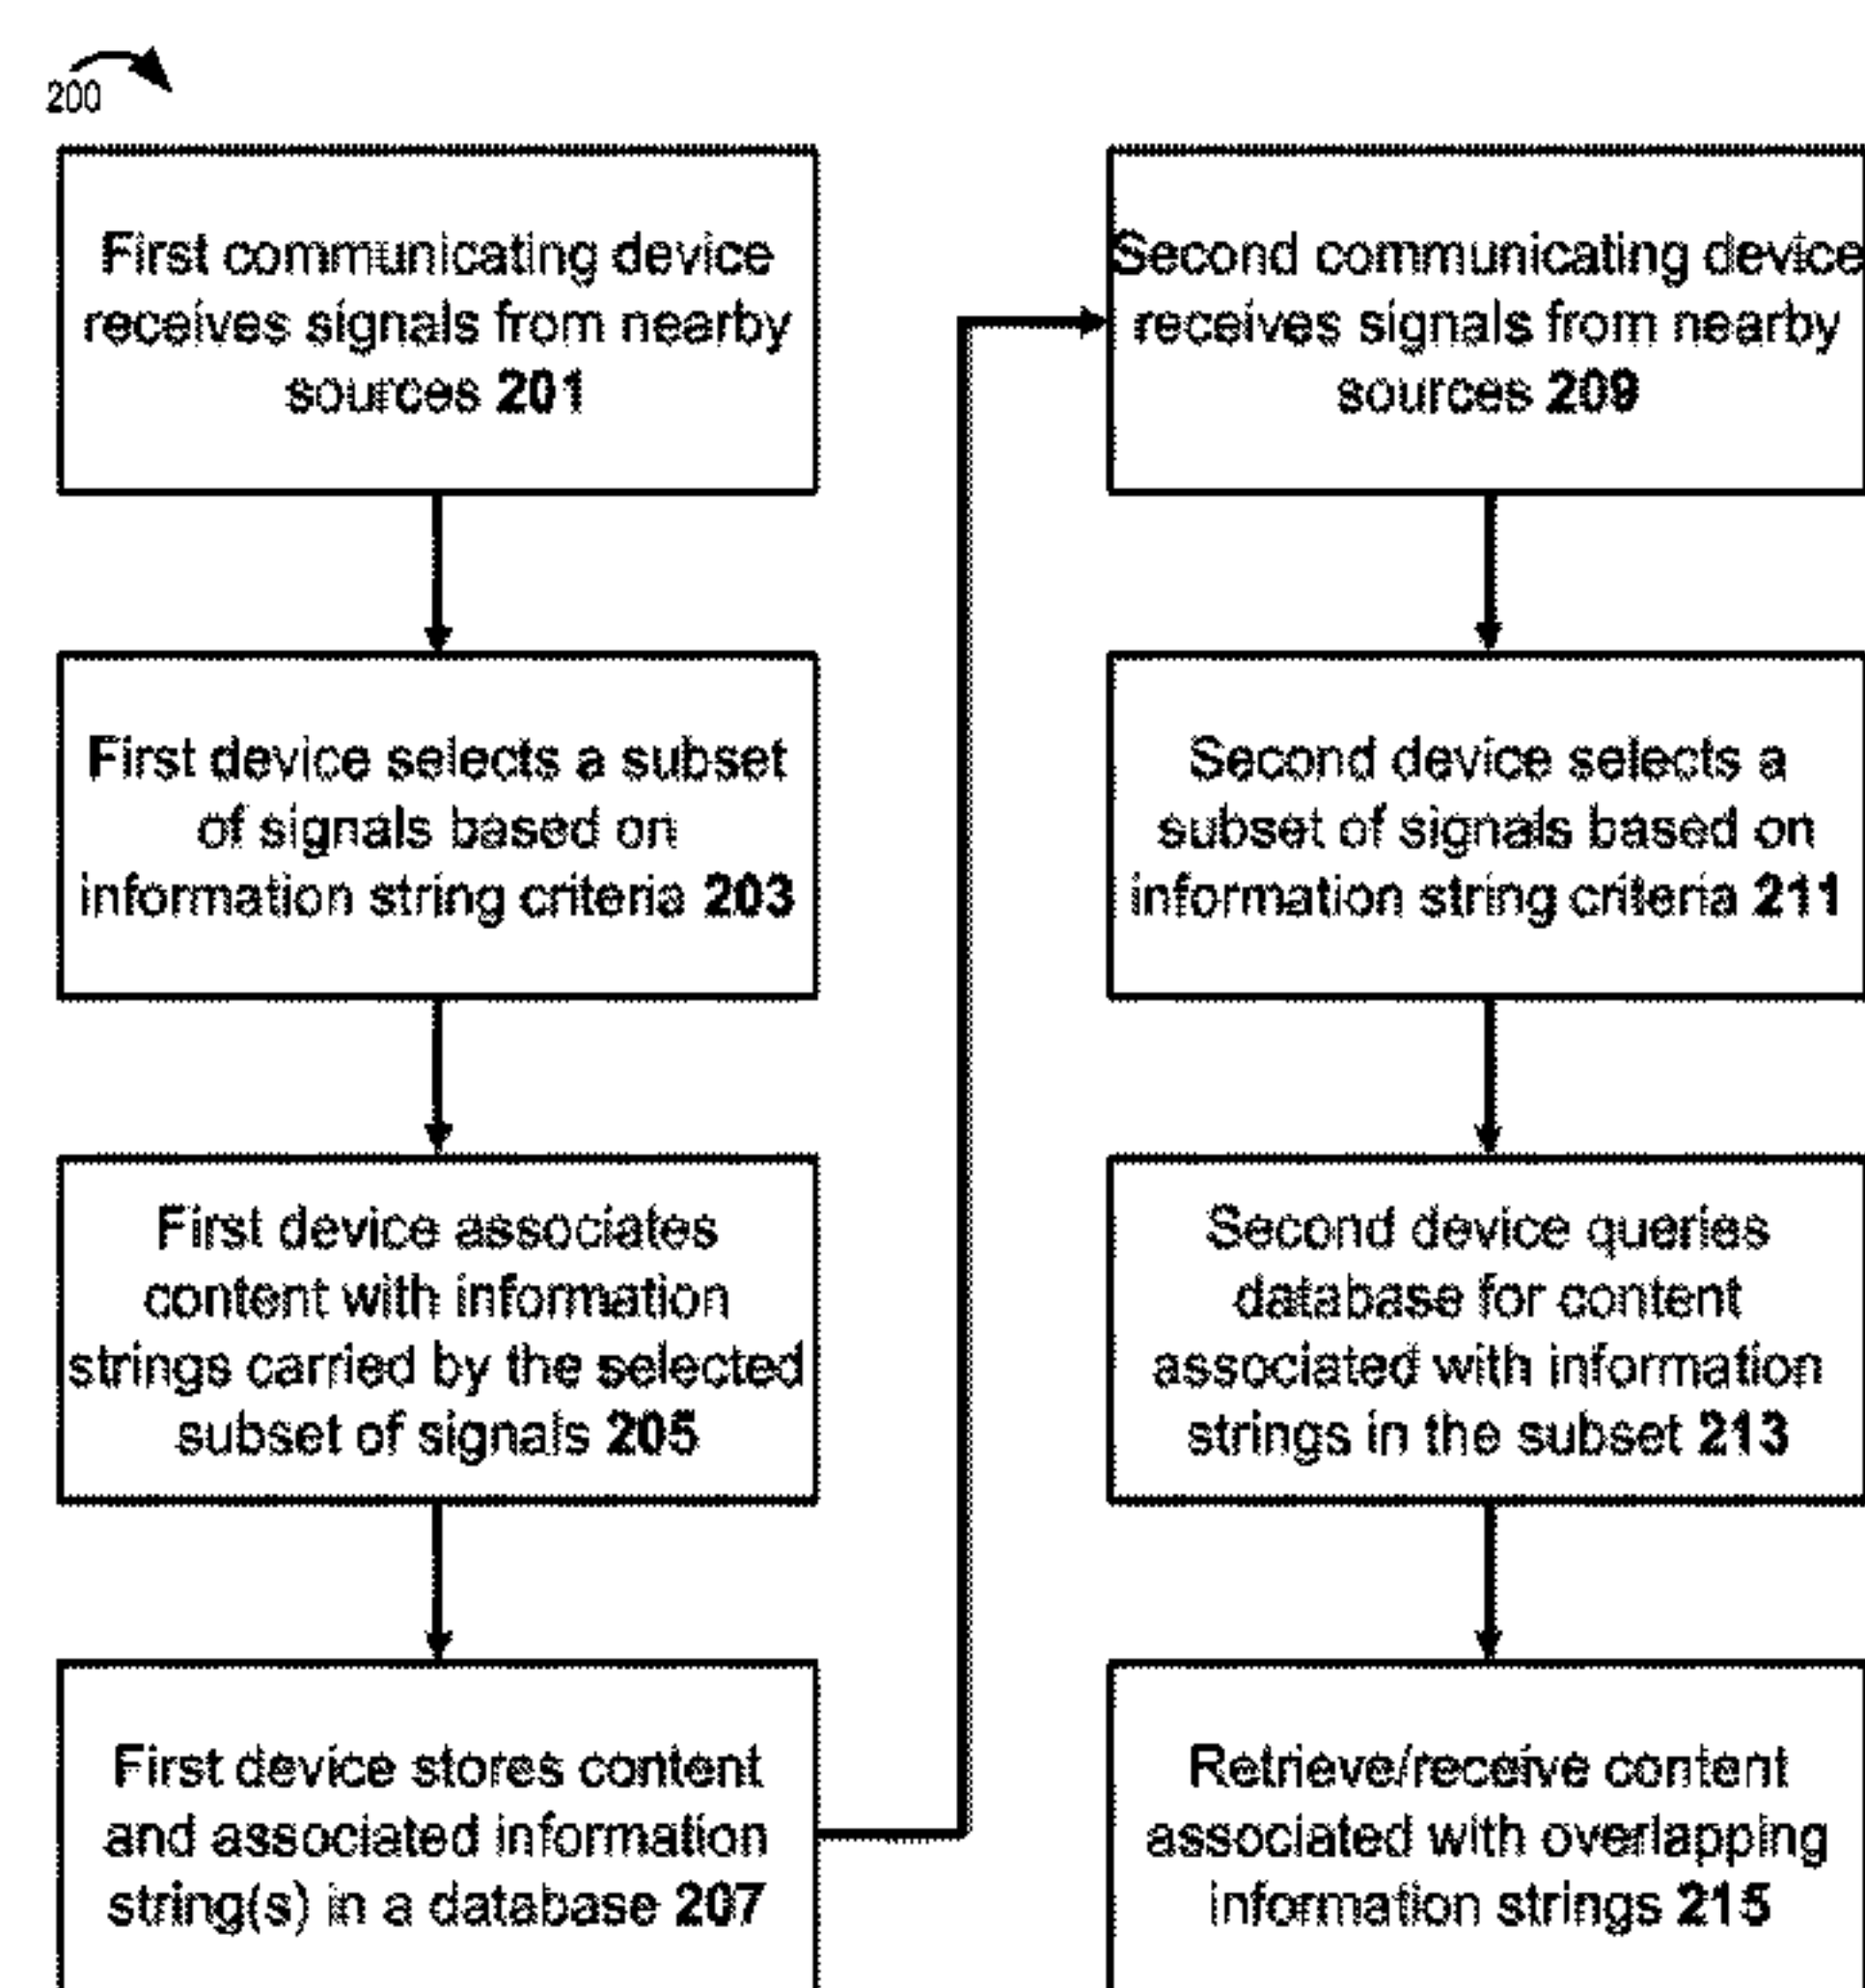 200
First communicating device
receives signals from nearby
sources 201
First device selects a subset
of signals based on
information string criteria 203
First device associates
content with information
strings carried by the selected
subset of signals 205
First device stores content
and associated information
string(s) in a database 207
Second communicating device
receives signals from nearby
sources 209
Second device selects a
subset of signals based on
information string criteria 211
Second device queries
database for content
associated with information
strings in the subset 213
Retrieve/receive content
associated with overlapping
information strings 215